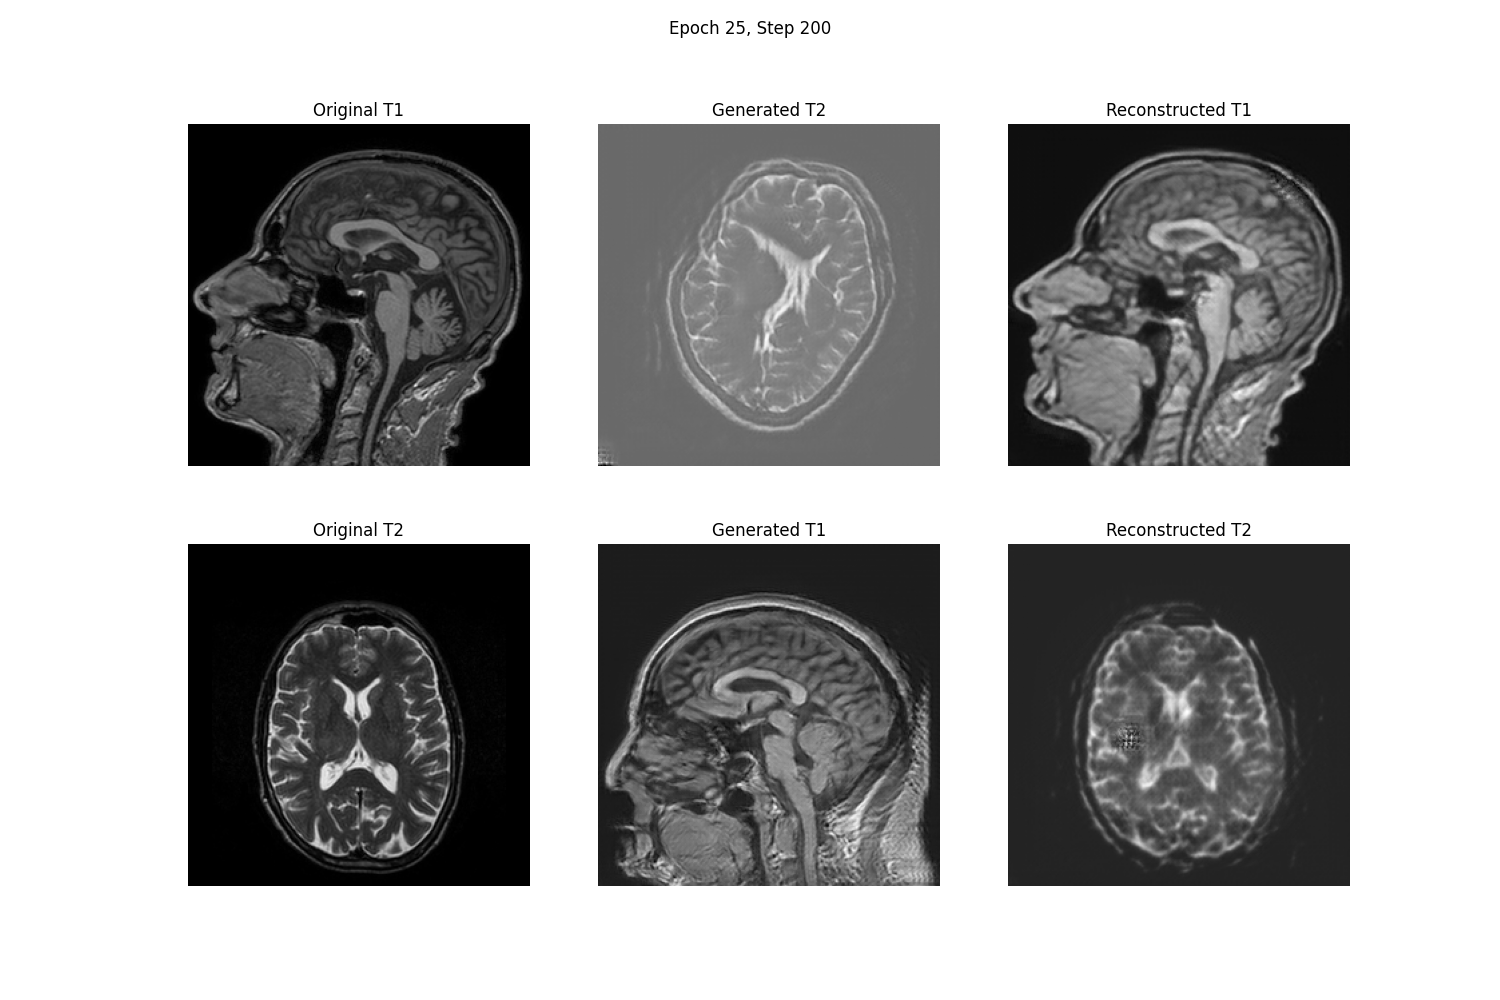 Epoch 25, Step 200
Original T1
Generated T2
Reconstructed T1
Original T2
Generated T1
Reconstructed T2